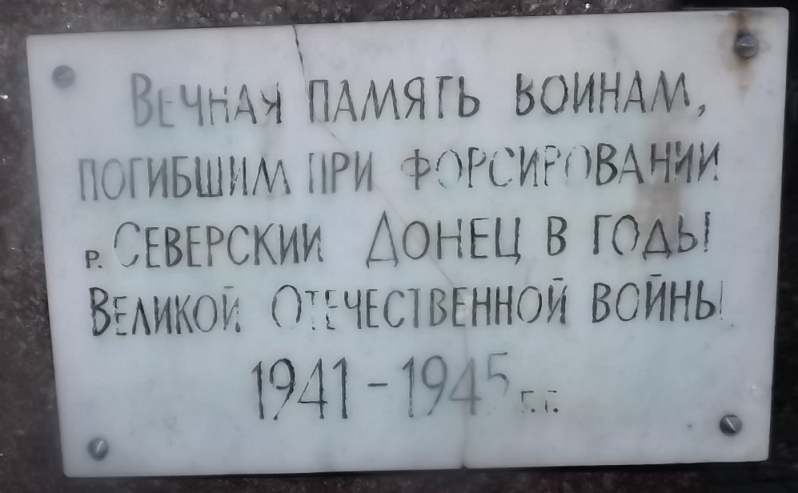 Вечная память воинам,
погибшим при форсировании
р. Северский Донец в годы
Великой Отечественной войны
1941-1945 г.г.